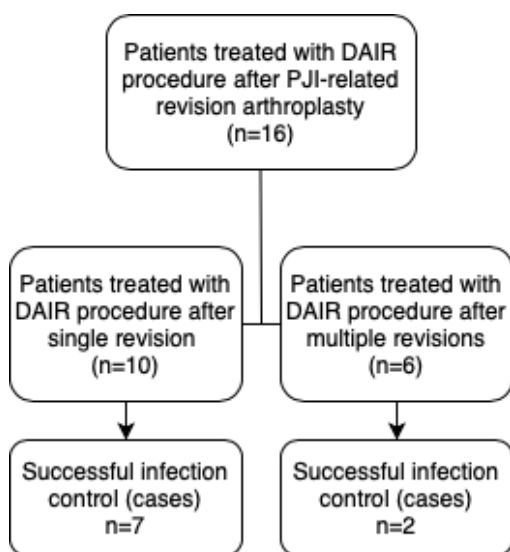 Patients treated with DAIR
procedure after PJI-related
revision arthroplasty
(n=16)
Patients treated with
DAIR procedure after
single revision
(n=10)
Patients treated with
DAIR procedure after
multiple revisions
(n=6)
Successful infection
control (cases)
n=7
Successful infection
control (cases)
n=2